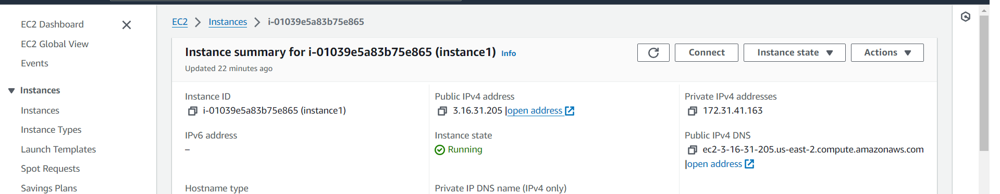 EC2 Dashboard
EC2 Global View
Events
Instances
Instances
Instance Types
Launch Templates
Spot Requests
Savings Plans
EC2 > Instances > i-01039e5a83b75e865
Instance summary for i-01039e5a83b75e865 (instance1) Info
Updated 22 minutes ago
Connect
Instance state
Actions
Instance ID
i-01039e5a83b75e865 (instance1)
Public IPv4 address
3.16.31.205 |open address
Private IPv4 addresses
172.31.41.163
IPv6 address
–
Instance state
Running
Public IPv4 DNS
ec2-3-16-31-205.us-east-2.compute.amazonaws.com
|open address
Hostname type
Private IP DNS name (IPv4 only)